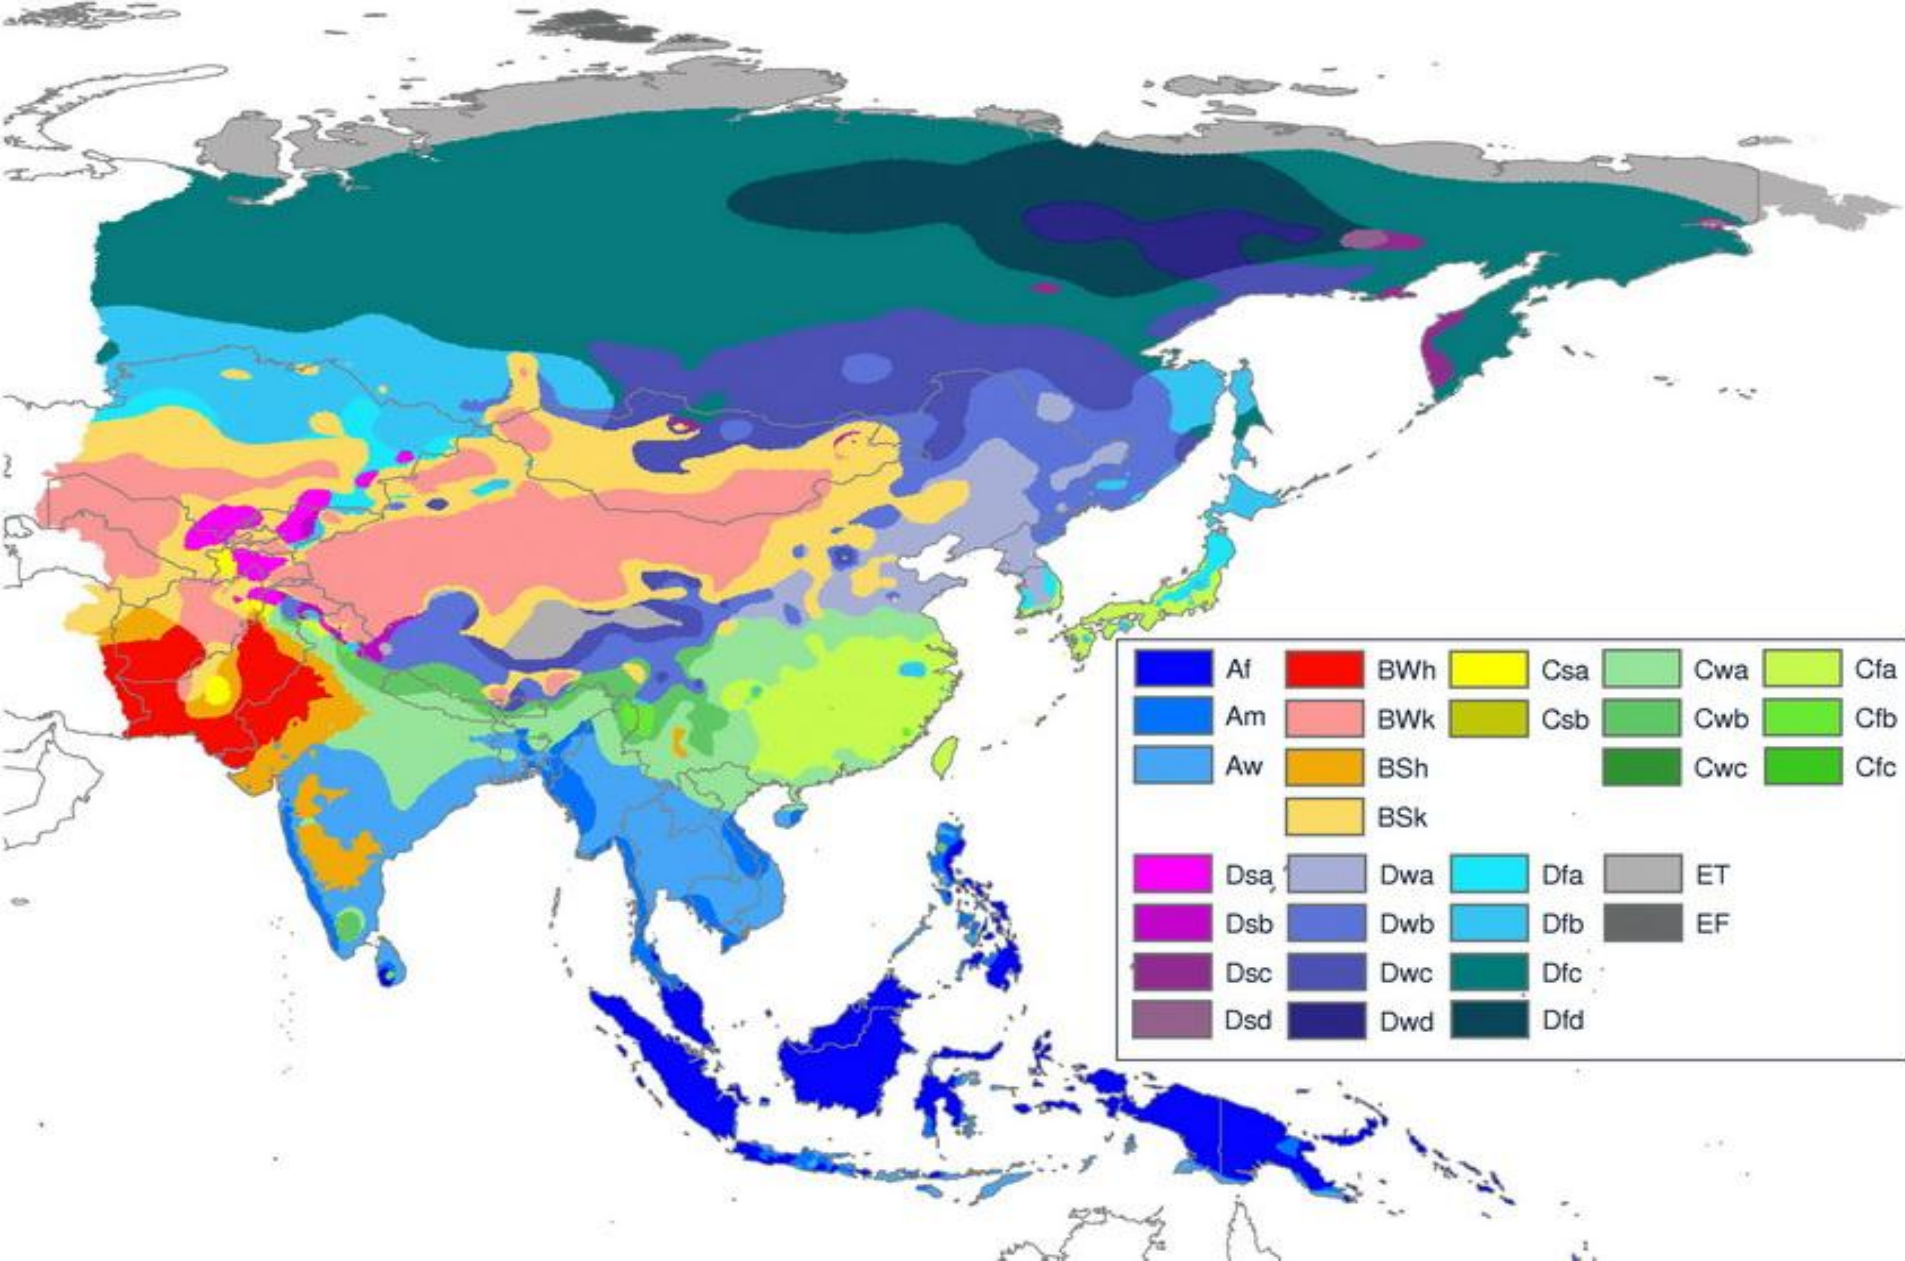 Af BWh Csa Cwa Cfa
Am BWk Csb Cwb Cfb
Aw BSh Cwc Cfc
BSk
Dsa Dwa Dfa ET
Dsb Dwb Dfb EF
Dsc Dwc Dfc
Dsd Dwd Dfd